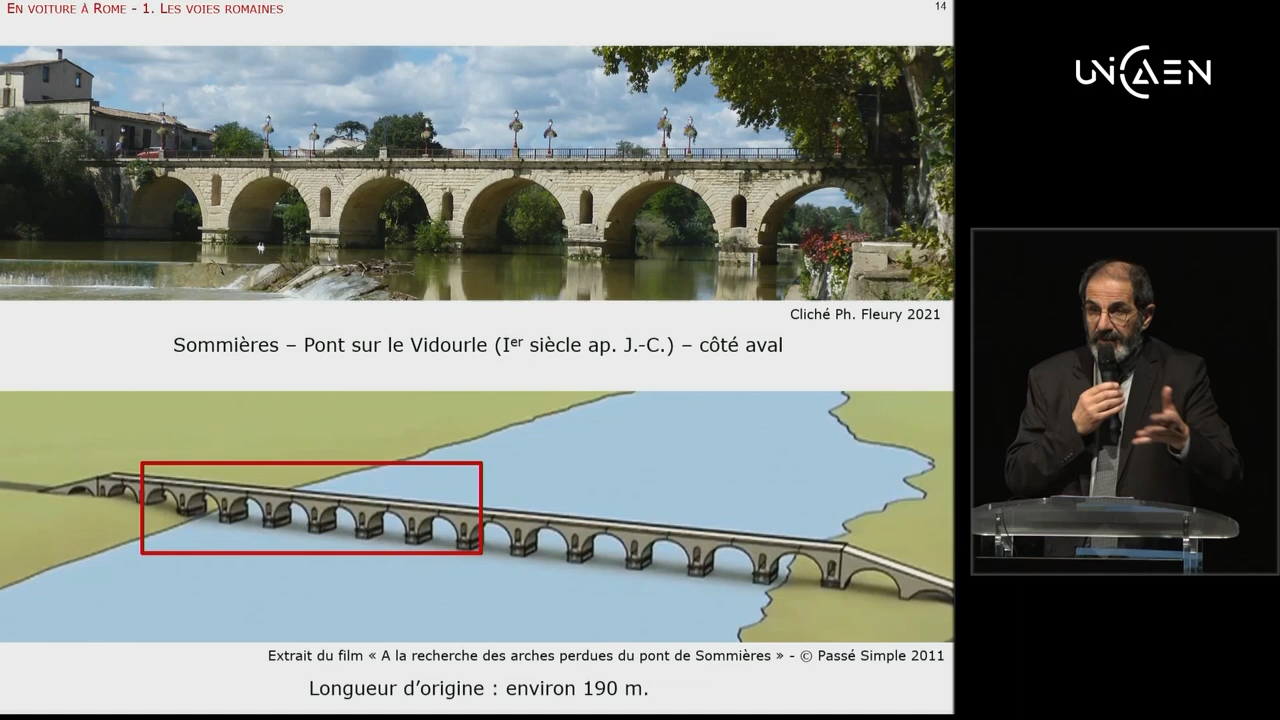 EN VOITURE À ROME - 1. LES VOIES ROMAINES
14
UNICAEN
Cliché Ph. Fleury 2021
Sommières – Pont sur le Vidourle (Ier siècle ap. J.-C.) – côté aval
Extrait du film « A la recherche des arches perdues du pont de Sommières » - © Passé Simple 2011
Longueur d’origine : environ 190 m.